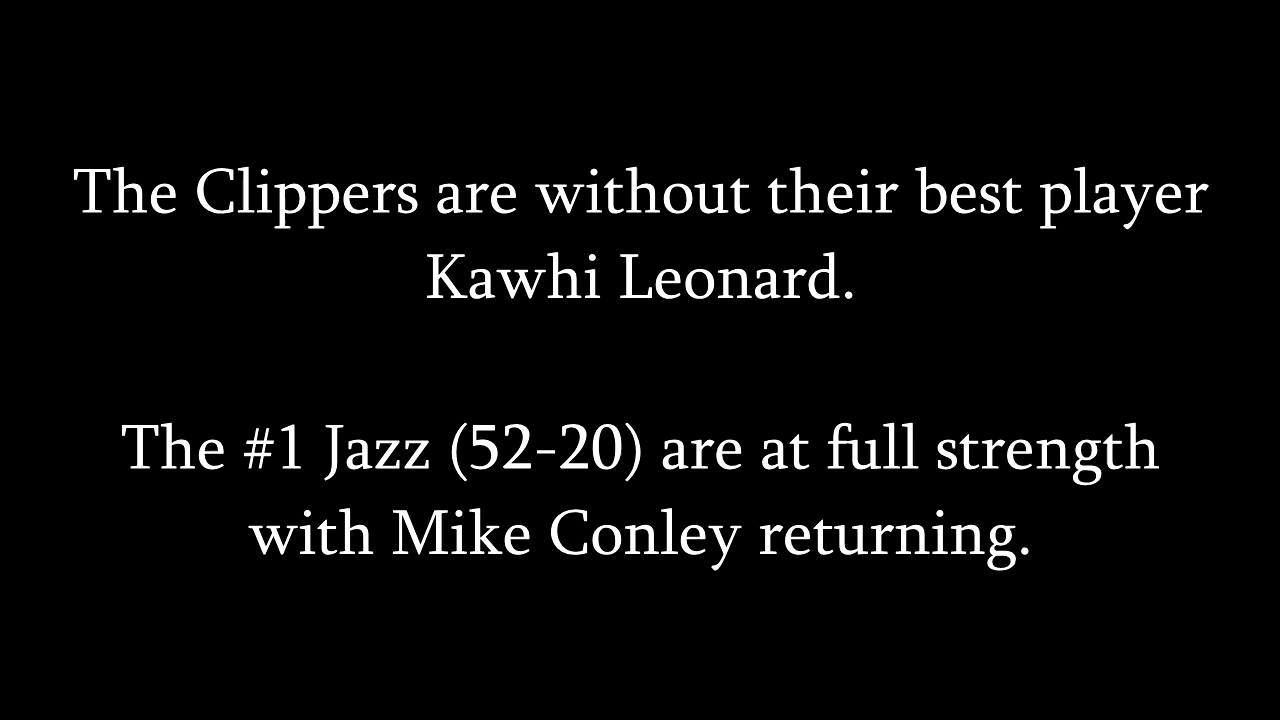 The Clippers are without their best player
Kawhi Leonard.
The #1 Jazz (52-20) are at full strength
with Mike Conley returning.